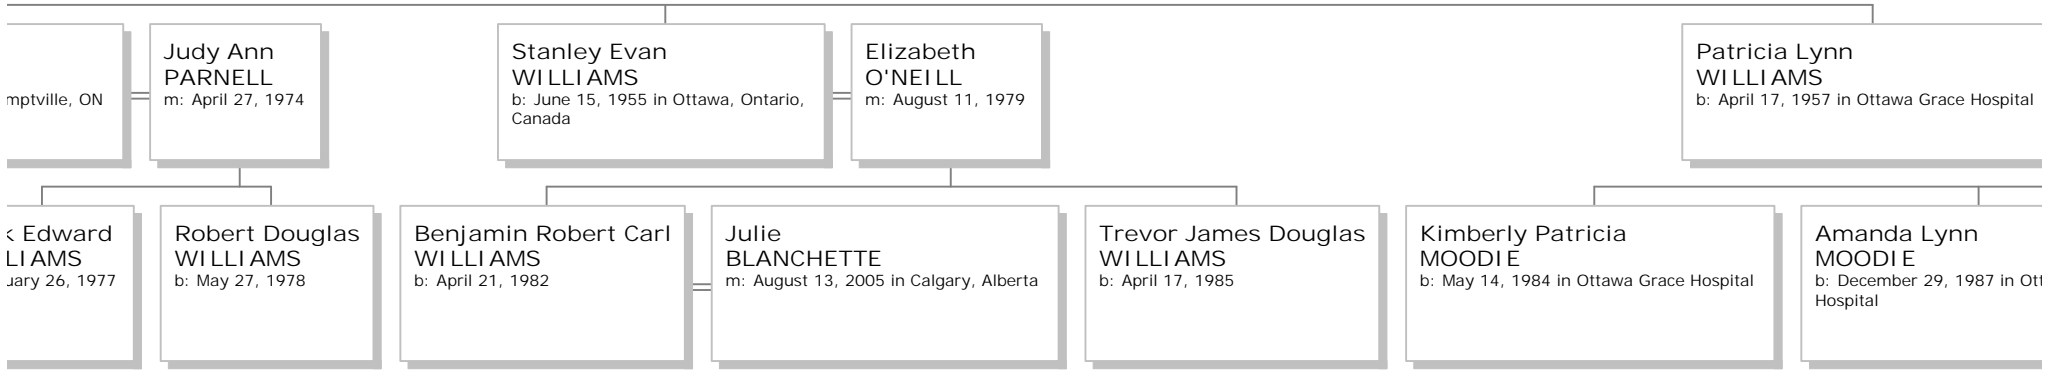 Judy Ann
PARNELL
m: April 27, 1974
ON
Stanley Evan
WILLIAMS
b: June 15, 1955 in Ottawa, Ontario,
Canada
Elizabeth
O'NEILL
m: August 11, 1979
Patricia Lynn
WILLIAMS
b: April 17, 1957 in Ottawa Grace Hospital
Edward
26, 1977
Robert Douglas
WILLIAMS
b: May 27, 1978
Benjamin Robert Carl
WILLIAMS
b: April 21, 1982
Julie
BLANCHETTE
m: August 13, 2005 in Calgary, Alberta
Trevor James Douglas
WILLIAMS
b: April 17, 1985
Kimberly Patricia
MOODIE
b: May 14, 1984 in Ottawa Grace Hospital
Amanda Lynn
MOODIE
b: December 29, 1987 in
Hospital